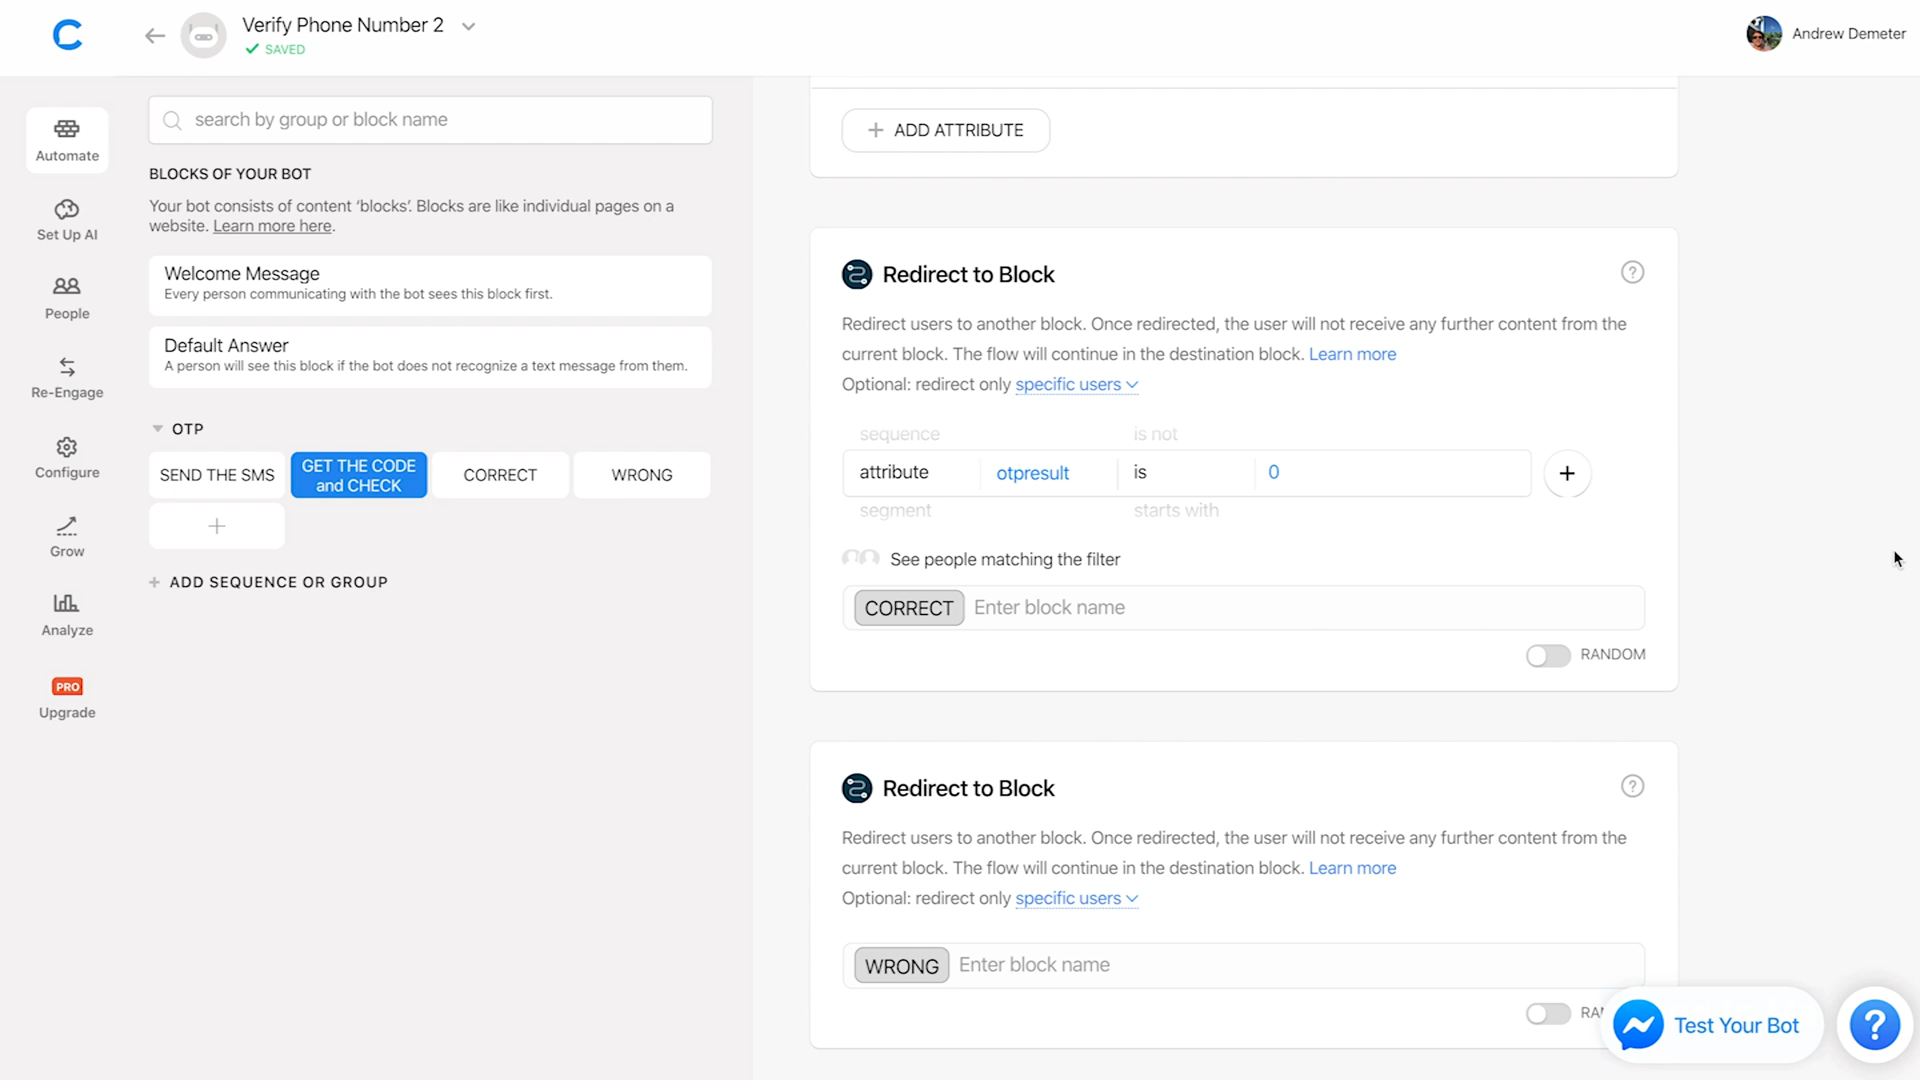 Verify Phone Number 2
SAVED
Andrew Demeter
Automate
Set Up AI
People
Re-Engage
Configure
Grow
Analyze
PRO
Upgrade
search by group or block name
BLOCKS OF YOUR BOT
Your bot consists of content ‘blocks’. Blocks are like individual pages on a
website. Learn more here.
Welcome Message
Every person communicating with the bot sees this block first.
Default Answer
A person will see this block if the bot does not recognize a text message from them.
OTP
SEND THE SMS
GET THE CODE
and CHECK
CORRECT
WRONG
+
+ ADD SEQUENCE OR GROUP
+ ADD ATTRIBUTE
Redirect to Block
?
Redirect users to another block. Once redirected, the user will not receive any further content from the
current block. The flow will continue in the destination block. Learn more
Optional: redirect only specific users
sequence is not
attribute otpresult is 0 +
segment starts with
See people matching the filter
CORRECT Enter block name
RANDOM
Redirect to Block
?
Redirect users to another block. Once redirected, the user will not receive any further content from the
current block. The flow will continue in the destination block. Learn more
Optional: redirect only specific users
WRONG Enter block name
RA
Test Your Bot
?